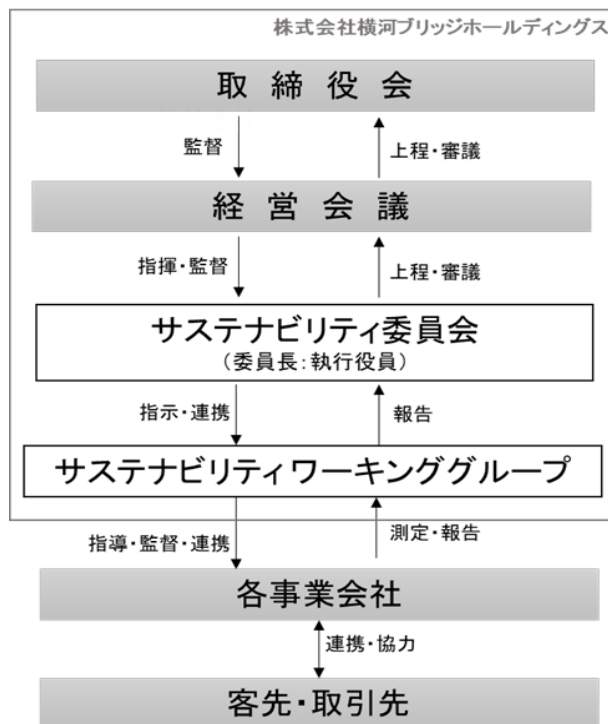 株式会社横河ブリッジホールディングス
取締役会
監督
上程・審議
経営会議
指揮・監督
上程・審議
サステナビリティ委員会
（委員長：執行役員）
指示・連携
報告
サステナビリティワーキンググループ
指導・監督・連携
測定・報告
各事業会社
連携・協力
客先・取引先